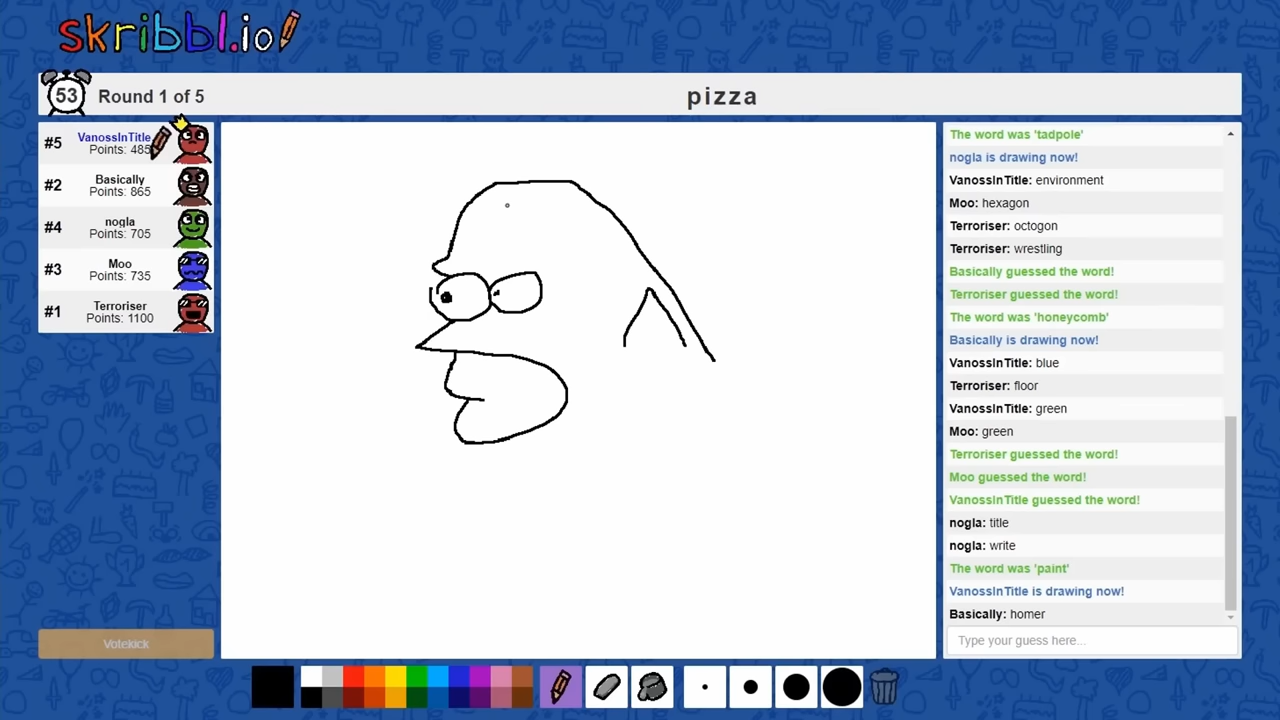 skribbl.io
53 Round 1 of 5
pizza
#5 VanossInTitle
Points: 485
#2 Basically
Points: 865
#4 nogla
Points: 705
#3 Moo
Points: 735
#1 Terroriser
Points: 1100
Votekick
The word was 'tadpole'
nogla is drawing now!
VanossInTitle: environment
Moo: hexagon
Terroriser: octogon
Terroriser: wrestling
Basically guessed the word!
Terroriser guessed the word!
The word was 'honeycomb'
Basically is drawing now!
VanossInTitle: blue
Terroriser: floor
VanossInTitle: green
Moo: green
Terroriser guessed the word!
Moo guessed the word!
VanossInTitle guessed the word!
nogla: title
nogla: write
The word was 'paint'
VanossInTitle is drawing now!
Basically: homer
Type your guess here...